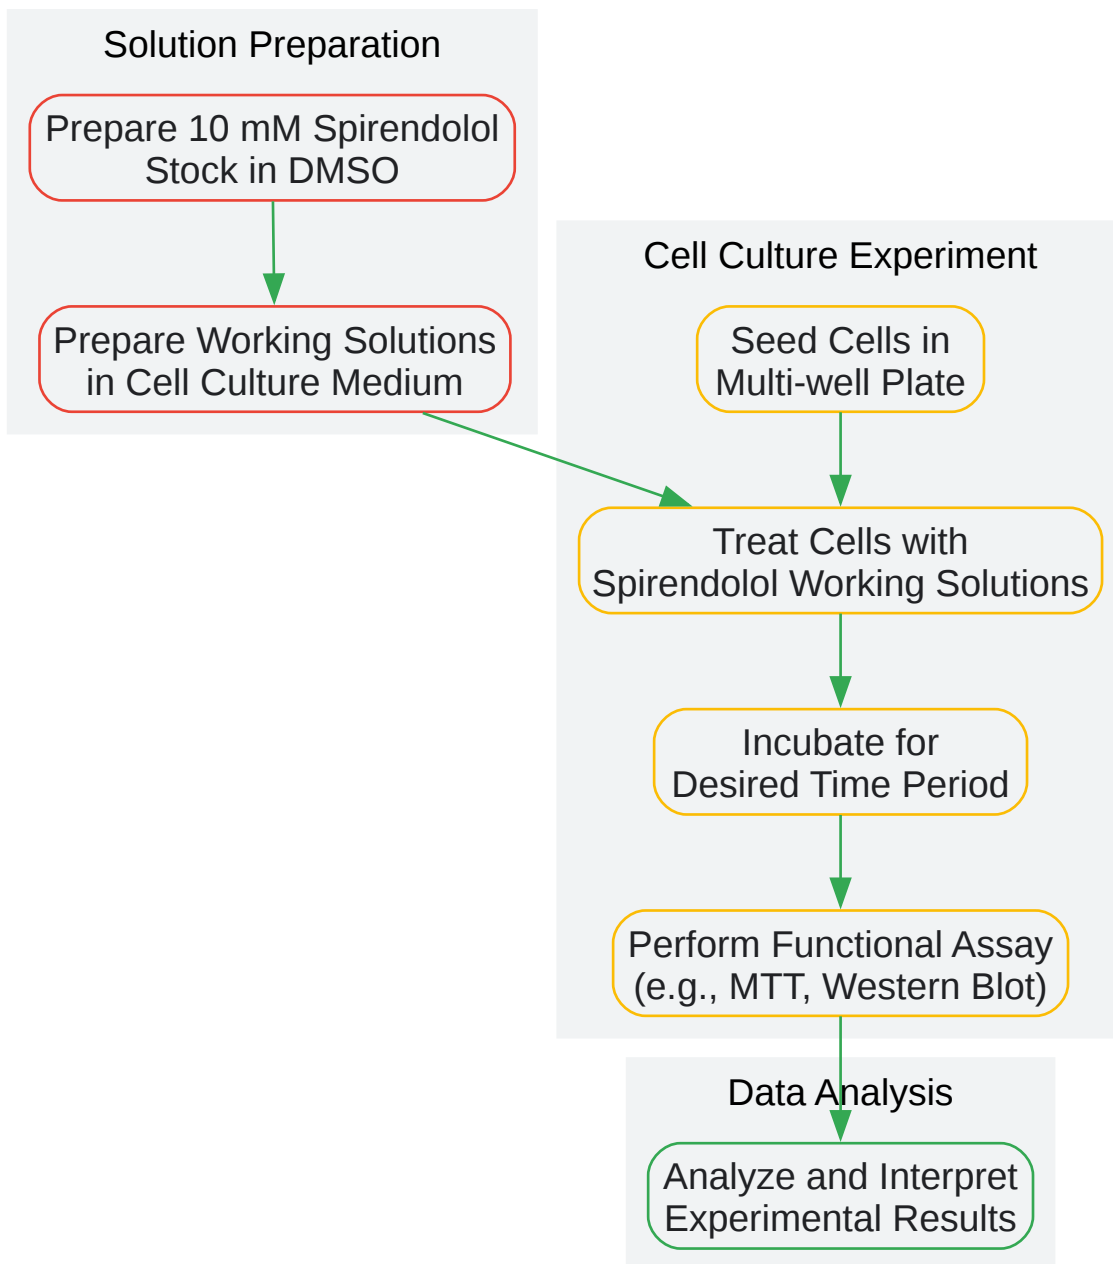 Solution Preparation
Prepare 10 mM Spirendolol
Stock in DMSO
Prepare Working Solutions
in Cell Culture Medium
Cell Culture Experiment
Seed Cells in
Multi-well Plate
Treat Cells with
Spirendolol Working Solutions
Incubate for
Desired Time Period
Perform Functional Assay
(e.g., MTT, Western Blot)
Data Analysis
Analyze and Interpret
Experimental Results